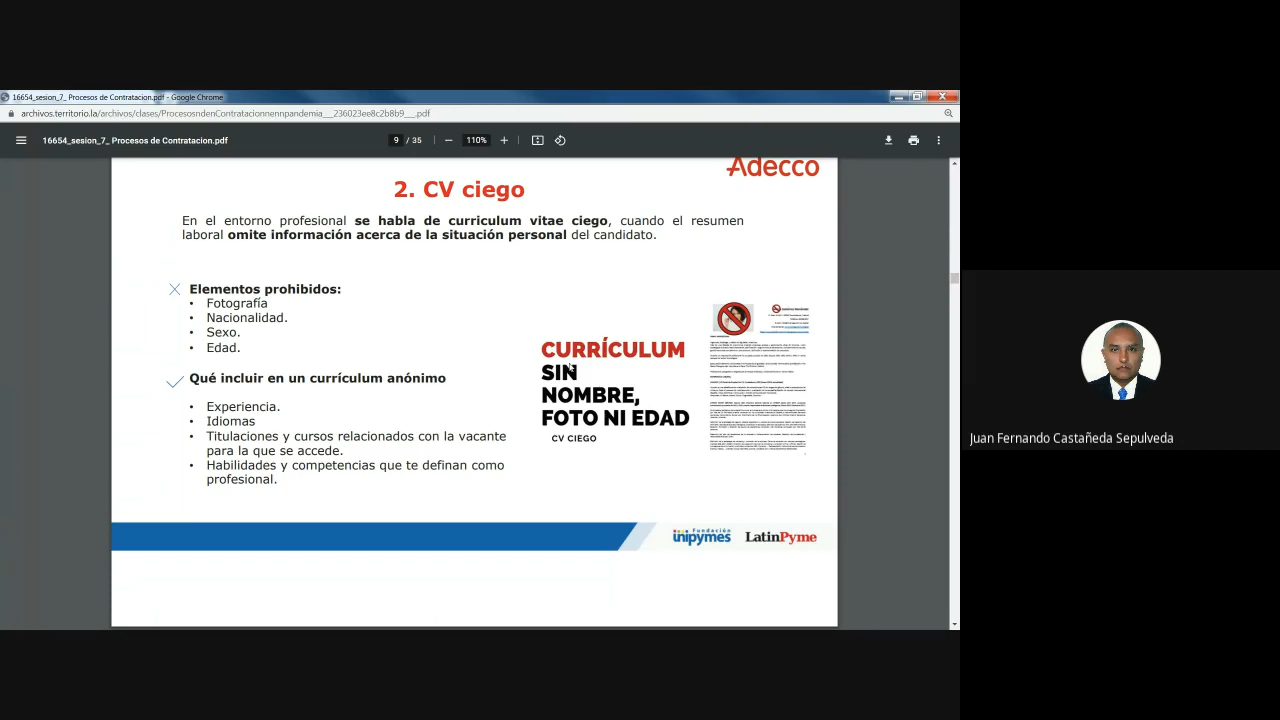 16654_sesion_7_ Procesos de Contratacion.pdf - Google Chrome
archivos.territorio.la/archivos/clases/ProcesosndenContratacionnennpandemia__236023ee8c2b8b9__.pdf
16654_sesion_7_ Procesos de Contratacion.pdf
9 / 35
110%
Adecco
2. CV ciego
En el entorno profesional se habla de curriculum vitae ciego, cuando el resumen
laboral omite información acerca de la situación personal del candidato.
Elementos prohibidos:
• Fotografía
• Nacionalidad.
• Sexo.
• Edad.
Qué incluir en un currículum anónimo
• Experiencia.
• Idiomas
• Titulaciones y cursos relacionados con la vacante
para la que se accede.
• Habilidades y competencias que te definan como
profesional.
CURRÍCULUM
SIN
NOMBRE,
FOTO NI EDAD
CV CIEGO
Fundación
unipymes
LatinPyme
Juan Fernando Castañeda Sepulveda